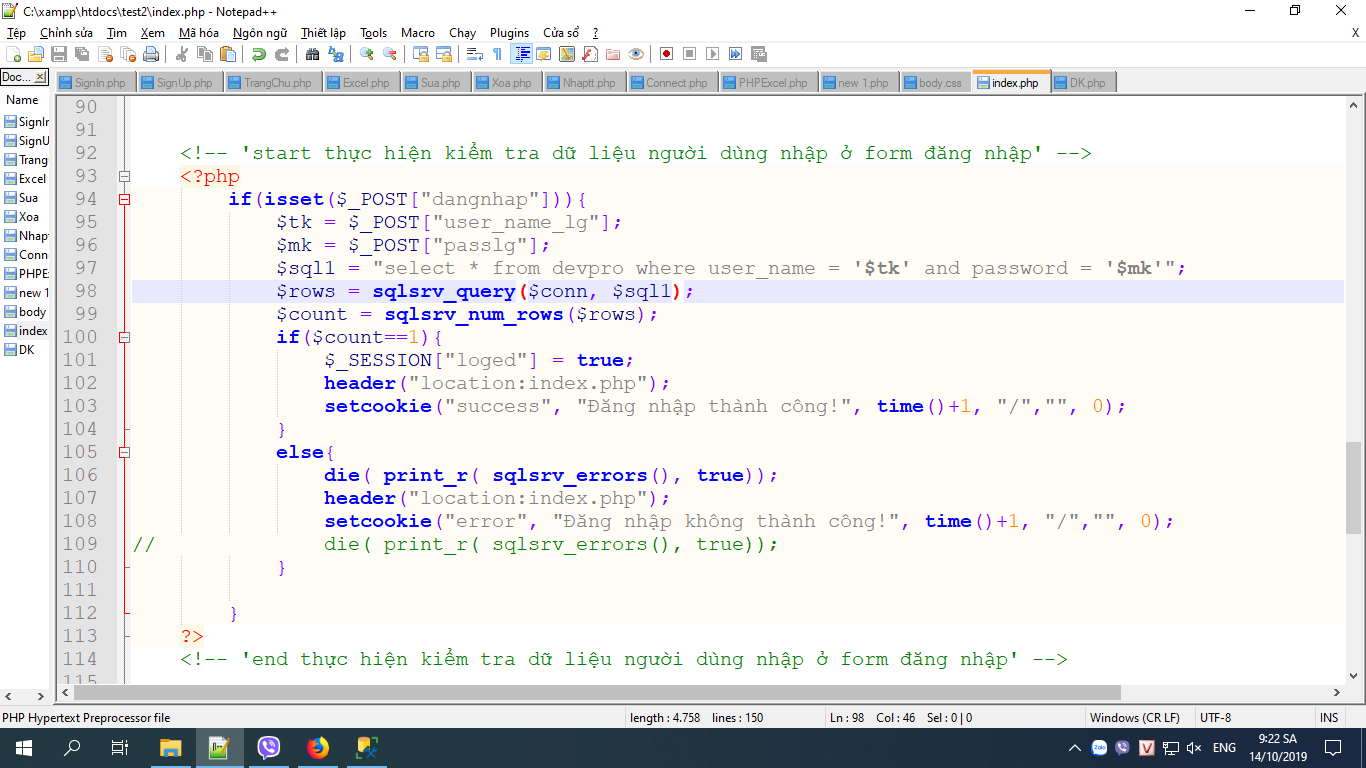 C:\xampp\htdocs\test2\index.php - Notepad++
Tệp Chỉnh sửa Tìm Xem Mã hóa Ngôn ngữ Thiết lập Tools Macro Chạy Plugins Cửa sổ ? X
Doc...
SignIn.php SignUp.php TrangChu.php Excel.php Sua.php Xoa.php Nhaptt.php Connect.php PHPExcel.php new 1.php body.css index.php DK.php
Name
SignIn
SignU
Trang
Excel
Sua
Xoa
Nhapt
Conn
PHPE
new 1
body
index
DK
90
91
92 <!-- 'start thực hiện kiểm tra dữ liệu người dùng nhập ở form đăng nhập' -->
93 <?php
94 if(isset($_POST["dangnhap"])){
95 $tk = $_POST["user_name_lg"];
96 $mk = $_POST["passlg"];
97 $sql1 = "select * from devpro where user_name = '$tk' and password = '$mk'";
98 $rows = sqlsrv_query($conn, $sql1);
99 $count = sqlsrv_num_rows($rows);
100 if($count==1){
101 $_SESSION["loged"] = true;
102 header("location:index.php");
103 setcookie("success", "Đăng nhập thành công!", time()+1, "/","", 0);
104 }
105 else{
106 die( print_r( sqlsrv_errors(), true));
107 header("location:index.php");
108 setcookie("error", "Đăng nhập không thành công!", time()+1, "/","", 0);
109 // die( print_r( sqlsrv_errors(), true));
110 }
111
112 }
113 ?>
114 <!-- 'end thực hiện kiểm tra dữ liệu người dùng nhập ở form đăng nhập' -->
115
PHP Hypertext Preprocessor file length : 4.758 lines : 150 Ln : 98 Col : 46 Sel : 0 | 0 Windows (CR LF) UTF-8 INS
Zalo V ENG 9:22 SA
14/10/2019